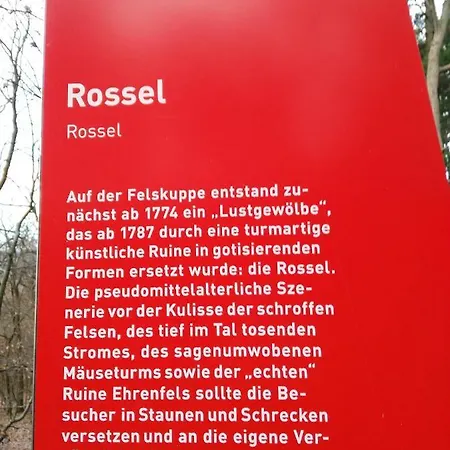 Rossel
Rossel
Auf der Felskuppe entstand zu-
nächst ab 1774 ein „Lustgewölbe“,
das ab 1787 durch eine turmartige
künstliche Ruine in gotisierenden
Formen ersetzt wurde: die Rossel.
Die pseudomittelalterliche Sze-
nerie vor der Kulisse der schroffen
Felsen, des tief im Tal tosenden
Stromes, des sagenumwobenen
Mäuseturms sowie der „echten“
Ruine Ehrenfels sollte die Be-
sucher in Staunen und Schrecken
versetzen und an die eigene Ver-